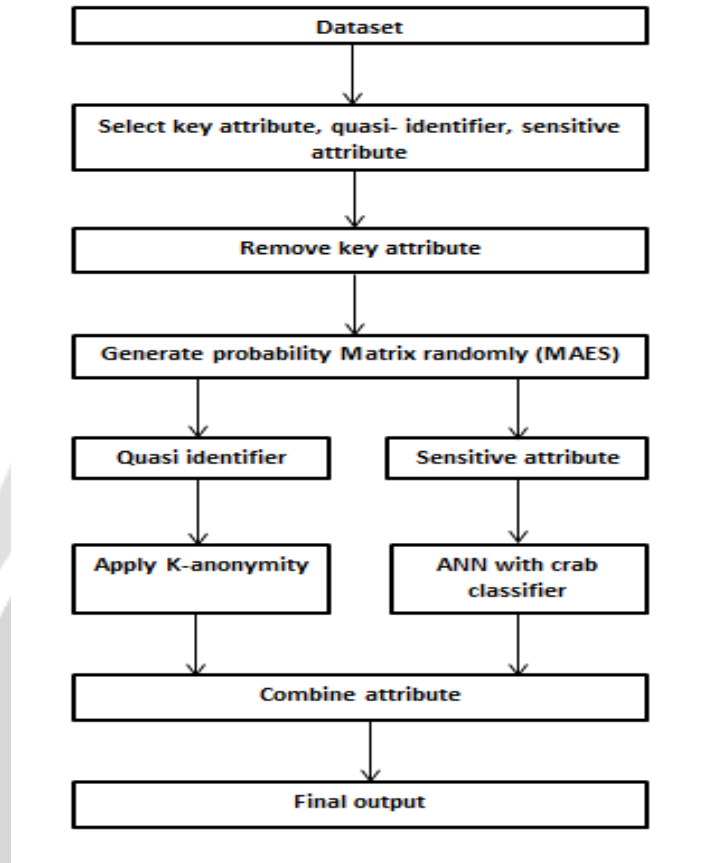 Dataset
Select key attribute, quasi- identifier, sensitive
attribute
Remove key attribute
Generate probability Matrix randomly (MAES)
Quasi identifier
Sensitive attribute
Apply K-anonymity
ANN with crab
classifier
Combine attribute
Final output